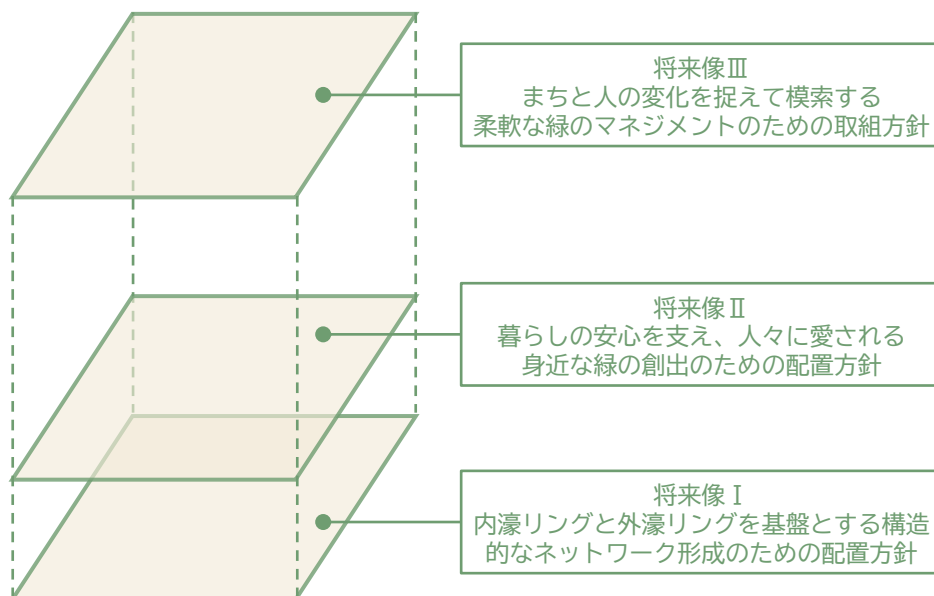 将来像Ⅲ
まちと人の変化を捉えて模索する
柔軟な緑のマネジメントのための取組方針
将来像Ⅱ
暮らしの安心を支え、人々に愛される
身近な緑の創出のための配置方針
将来像Ⅰ
内濠リングと外濠リングを基盤とする構造
的なネットワーク形成のための配置方針